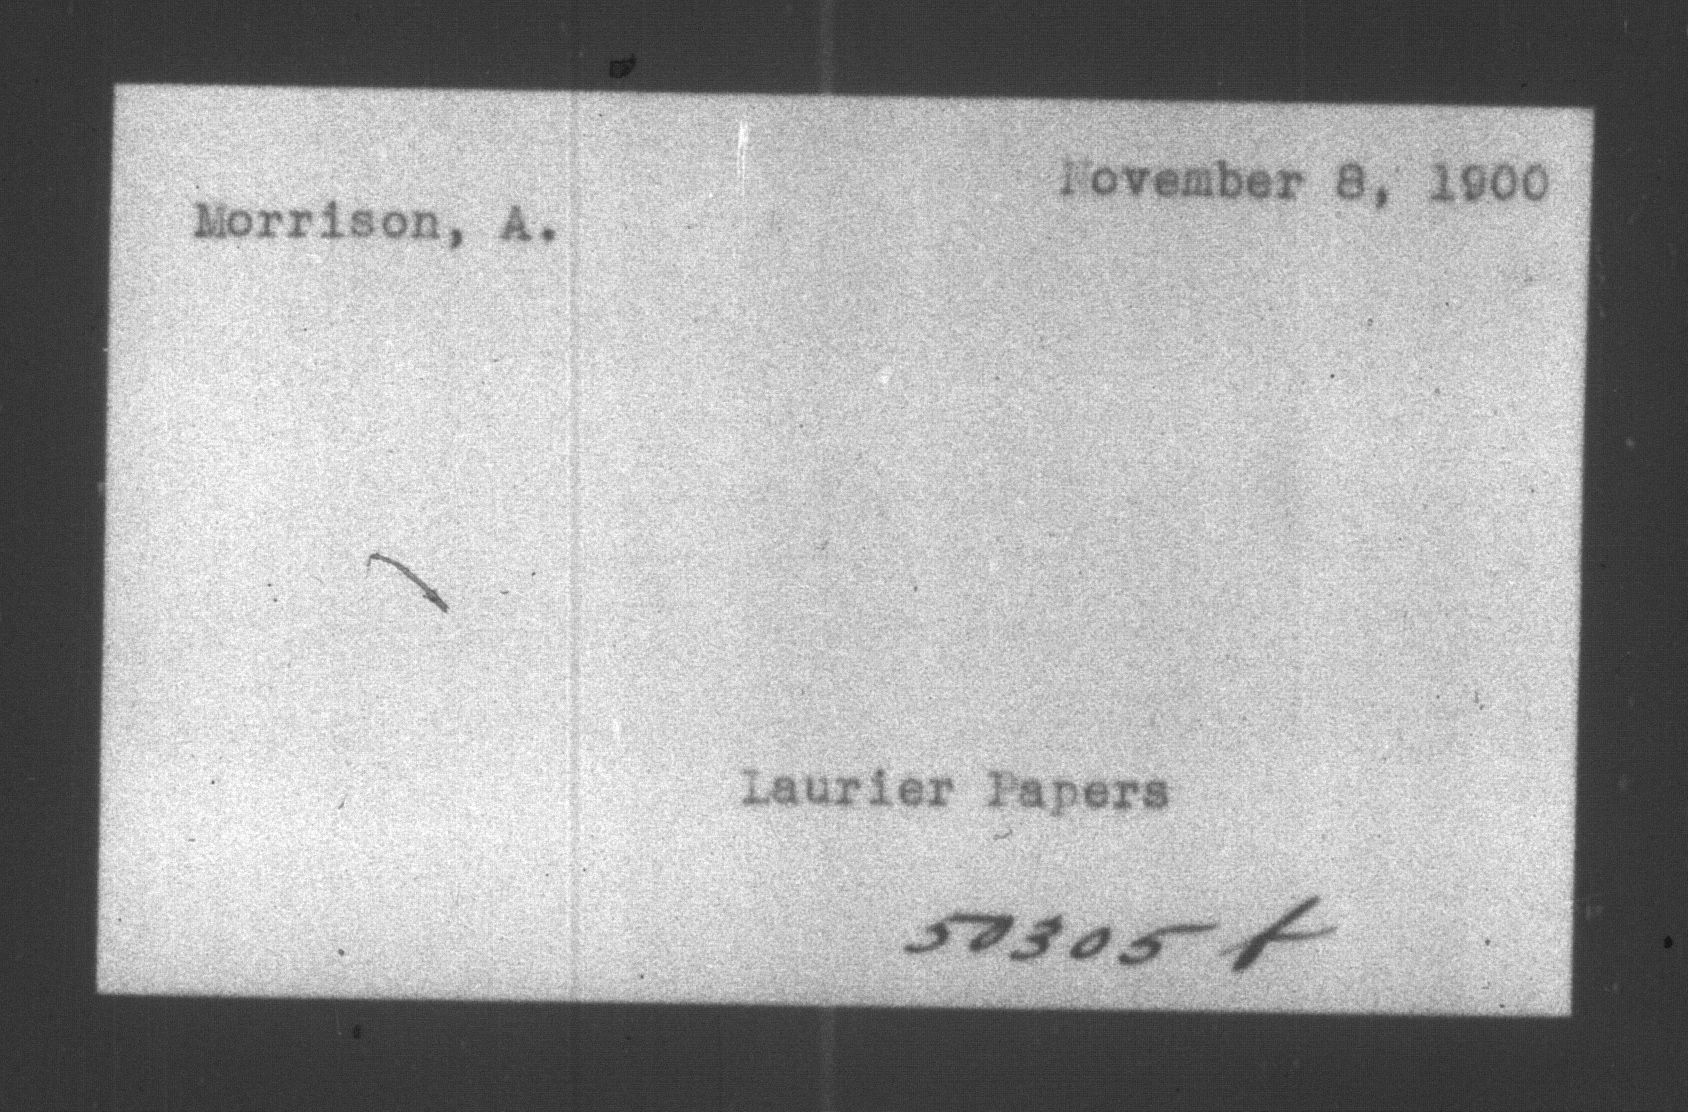 November 8, 1900
Morrison, A.
Laurier Papers
50305 f